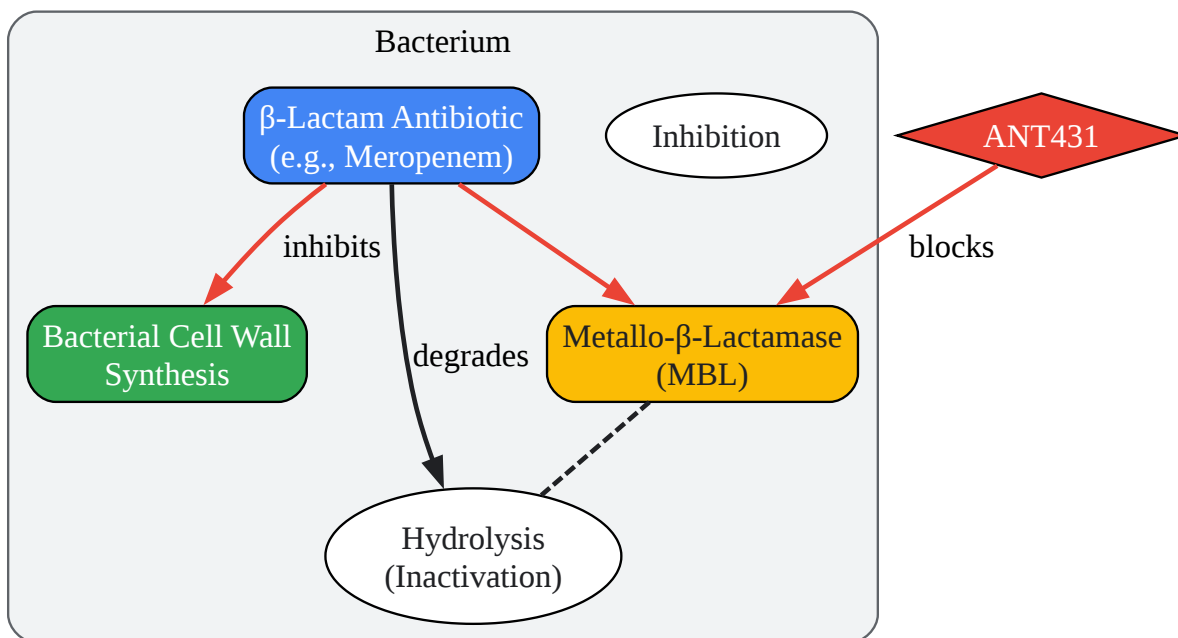 Bacterium
β-Lactam Antibiotic
(e.g., Meropenem)
Inhibition
ANT431
inhibits
blocks
Bacterial Cell Wall
Synthesis
degrades
Metallo-β-Lactamase
(MBL)
Hydrolysis
(Inactivation)